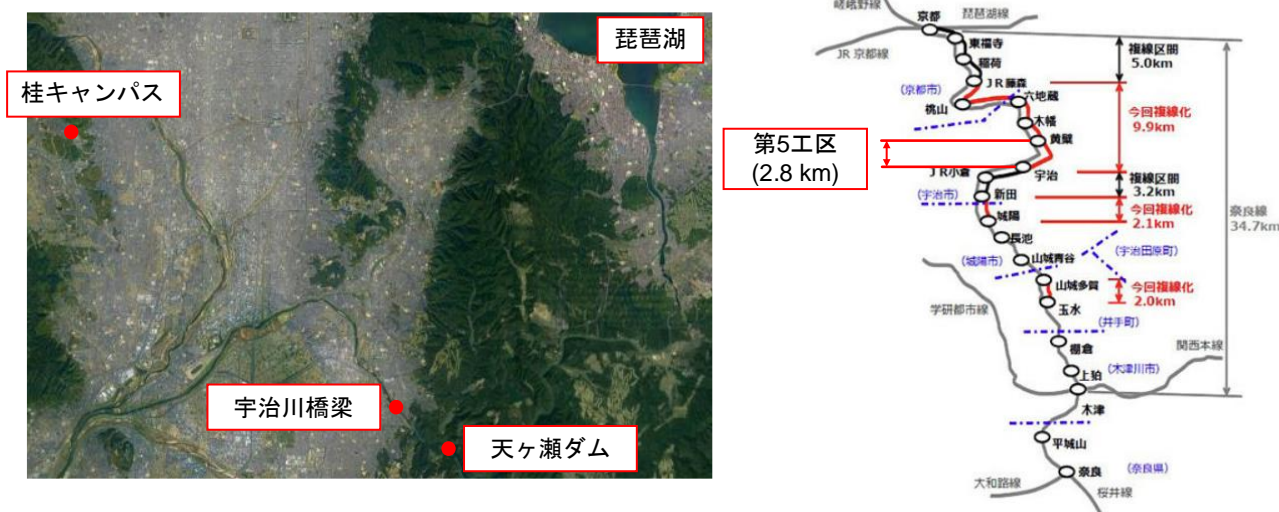 琵琶湖
桂キャンパス
宇治川橋梁
天ヶ瀬ダム
嵯峨野線
京都
琵琶湖線
JR 京都線
東福寺
稲荷
JR藤森
(京都市)
桃山
六地蔵
木幡
黄檗
第5工区
(2.8 km)
宇治
JR小倉
新田
(宇治市)
城陽
長池
山城青谷
(城陽市)
(宇治田原町)
山城多賀
玉水
学研都市線
(井手町)
棚倉
関西本線
上狛
(木津川市)
木津
平城山
奈良
(奈良県)
大和路線
桜井線
複線区間
5.0km
今回複線化
9.9km
複線区間
3.2km
今回複線化
2.1km
今回複線化
2.0km
奈良線
34.7km